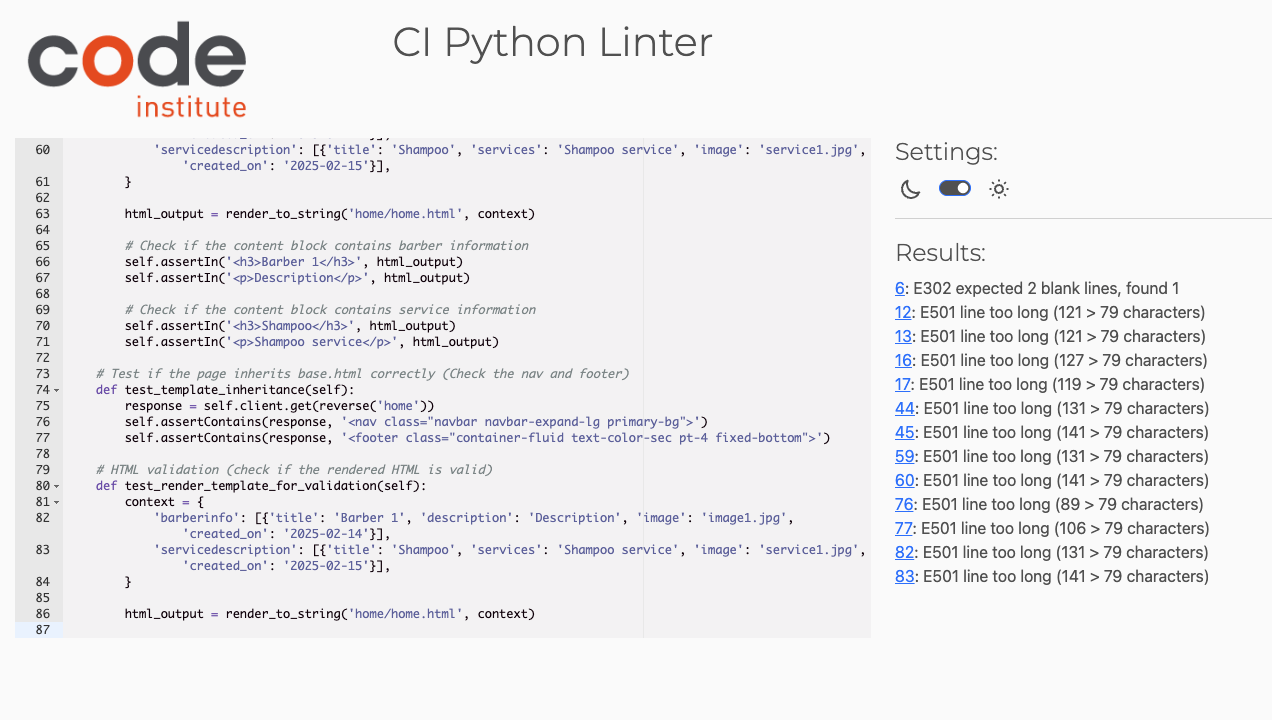 code
institute
CI Python Linter
60 'servicedescription': [{'title': 'Shampoo', 'services': 'Shampoo service', 'image': 'service1.jpg',
'created_on': '2025-02-15'}],
61 }
62
63 html_output = render_to_string('home/home.html', context)
64
65 # Check if the content block contains barber information
66 self.assertIn('<h3>Barber 1</h3>', html_output)
67 self.assertIn('<p>Description</p>', html_output)
68
69 # Check if the content block contains service information
70 self.assertIn('<h3>Shampoo</h3>', html_output)
71 self.assertIn('<p>Shampoo service</p>', html_output)
72
73 # Test if the page inherits base.html correctly (Check the nav and footer)
74 def test_template_inheritance(self):
75 response = self.client.get(reverse('home'))
76 self.assertContains(response, '<nav class="navbar navbar-expand-lg primary-bg">')
77 self.assertContains(response, '<footer class="container-fluid text-color-sec pt-4 fixed-bottom">')
78
79 # HTML validation (check if the rendered HTML is valid)
80 def test_render_template_for_validation(self):
81 context = {
82 'barberinfo': [{'title': 'Barber 1', 'description': 'Description', 'image': 'image1.jpg',
'created_on': '2025-02-14'}],
83 'servicedescription': [{'title': 'Shampoo', 'services': 'Shampoo service', 'image': 'service1.jpg',
'created_on': '2025-02-15'}],
84 }
85
86 html_output = render_to_string('home/home.html', context)
87
Settings:
Results:
6: E302 expected 2 blank lines, found 1
12: E501 line too long (121 > 79 characters)
13: E501 line too long (121 > 79 characters)
16: E501 line too long (127 > 79 characters)
17: E501 line too long (119 > 79 characters)
44: E501 line too long (131 > 79 characters)
45: E501 line too long (141 > 79 characters)
59: E501 line too long (131 > 79 characters)
60: E501 line too long (141 > 79 characters)
76: E501 line too long (89 > 79 characters)
77: E501 line too long (106 > 79 characters)
82: E501 line too long (131 > 79 characters)
83: E501 line too long (141 > 79 characters)